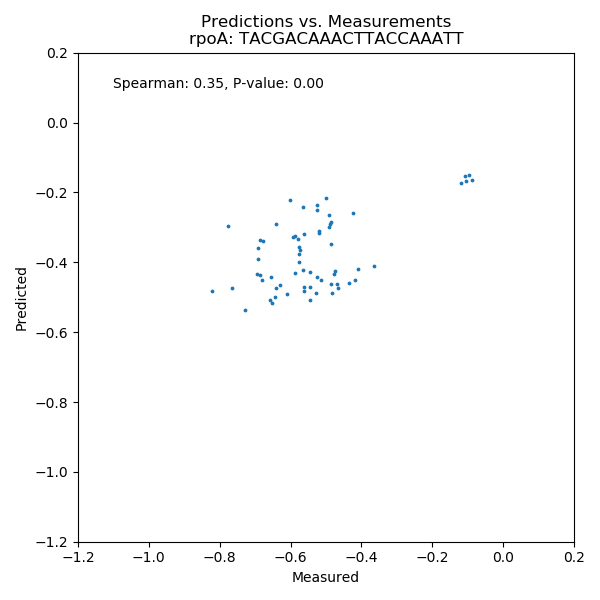 Predictions vs. Measurements
rpoA: TACGACAAACTTACCAAATT
Spearman: 0.35, P-value: 0.00
0.2
0.0
−0.2
−0.4
−0.6
−0.8
−1.0
−1.2
Predicted
−1.2 −1.0 −0.8 −0.6 −0.4 −0.2 0.0 0.2
Measured